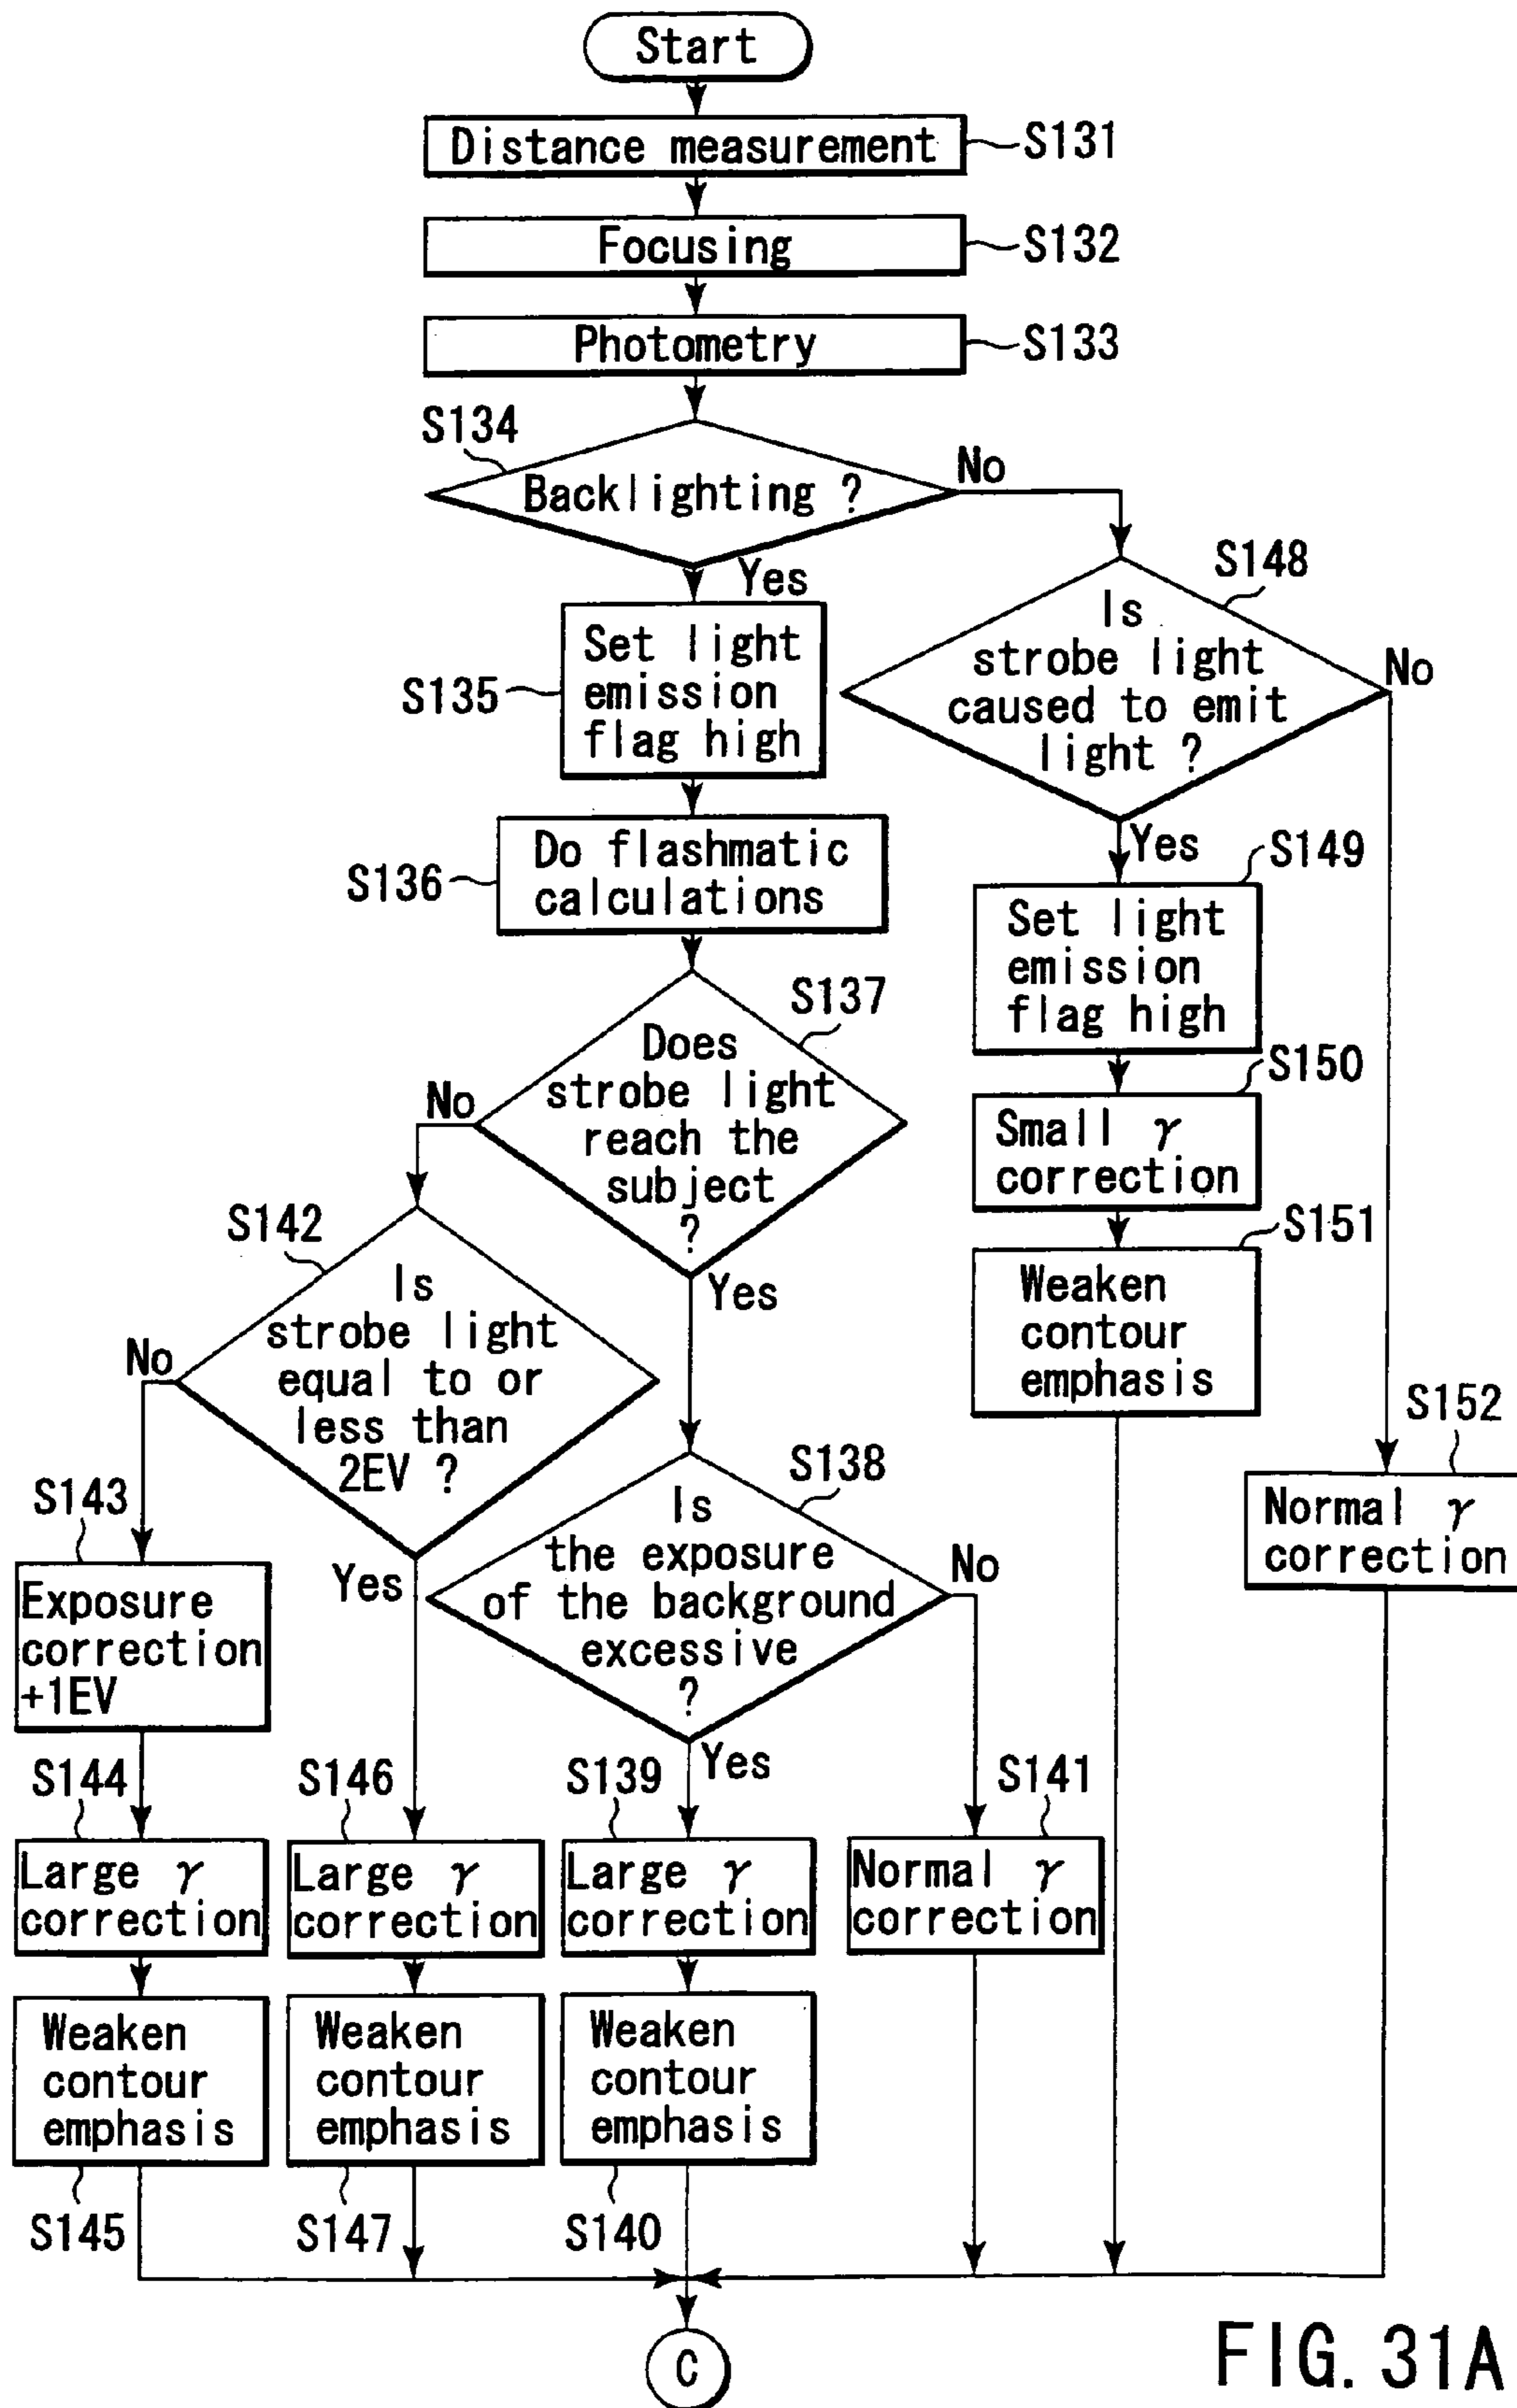 Start
Distance measurement
S131
Focusing
S132
Photometry
S133
S134
Backlighting ?
No
Yes
S148
Is
strobe light
caused to emit
light ?
No
Yes
S135
Set light
emission
flag high
S136
Do flashmatic
calculations
S149
Set light
emission
flag high
S150
Small γ
correction
S151
Weaken
contour
emphasis
S137
Does
strobe light
reach the
subject
?
No
Yes
S142
Is
strobe light
equal to or
less than
2EV ?
No
Yes
S138
Is
the exposure
of the background
excessive
?
No
Yes
S152
Normal γ
correction
S143
Exposure
correction
+1EV
S144
Large γ
correction
S146
Large γ
correction
S139
Large γ
correction
S141
Normal γ
correction
Weaken
contour
emphasis
S145
Weaken
contour
emphasis
S147
Weaken
contour
emphasis
S140
C
FIG. 31A